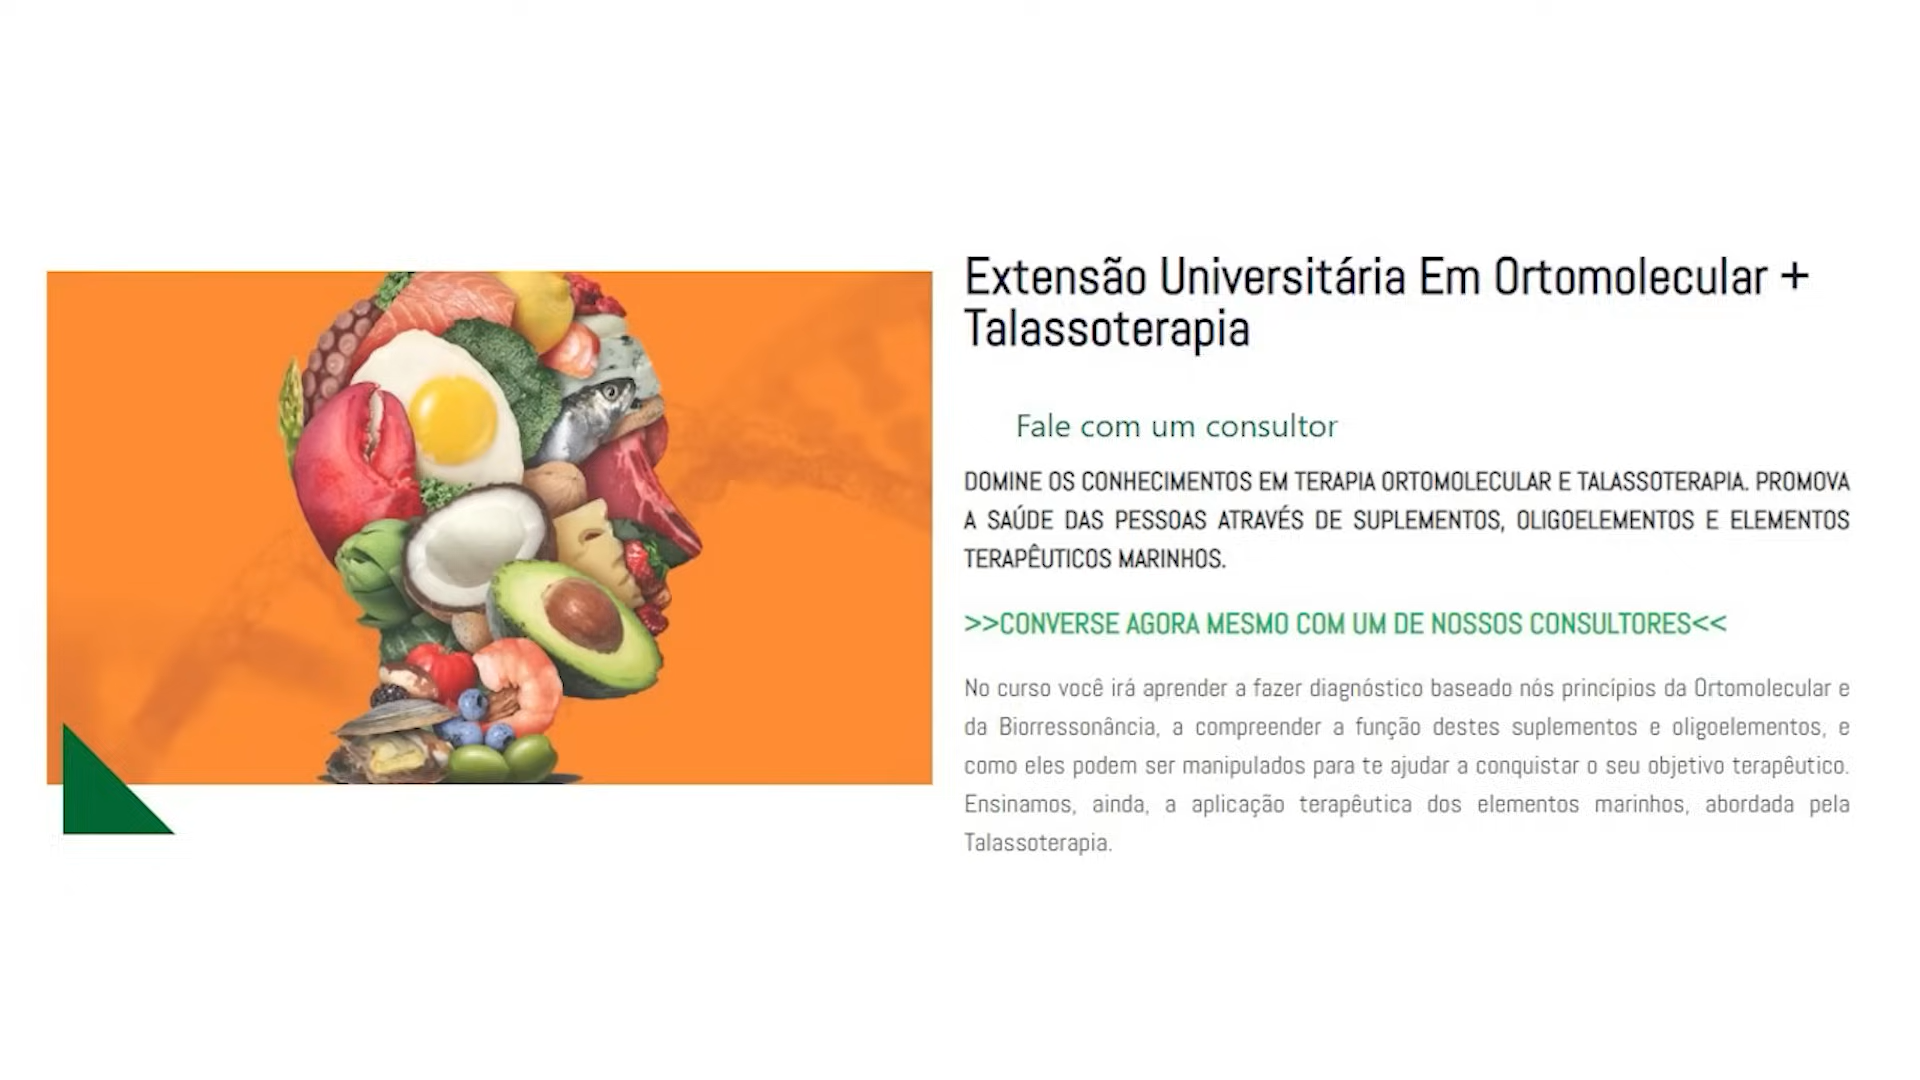 Extensão Universitária Em Ortomolecular +
Talassoterapia
Fale com um consultor
DOMINE OS CONHECIMENTOS EM TERAPIA ORTOMOLECULAR E TALASSOTERAPIA. PROMOVA
A SAÚDE DAS PESSOAS ATRAVÉS DE SUPLEMENTOS, OLIGOELEMENTOS E ELEMENTOS
TERAPÊUTICOS MARINHOS.
>>CONVERSE AGORA MESMO COM UM DE NOSSOS CONSULTORES<<
No curso você irá aprender a fazer diagnóstico baseado nós princípios da Ortomolecular e
da Biorressonância, a compreender a função destes suplementos e oligoelementos, e
como eles podem ser manipulados para te ajudar a conquistar o seu objetivo terapêutico.
Ensinamos, ainda, a aplicação terapêutica dos elementos marinhos, abordada pela
Talassoterapia.